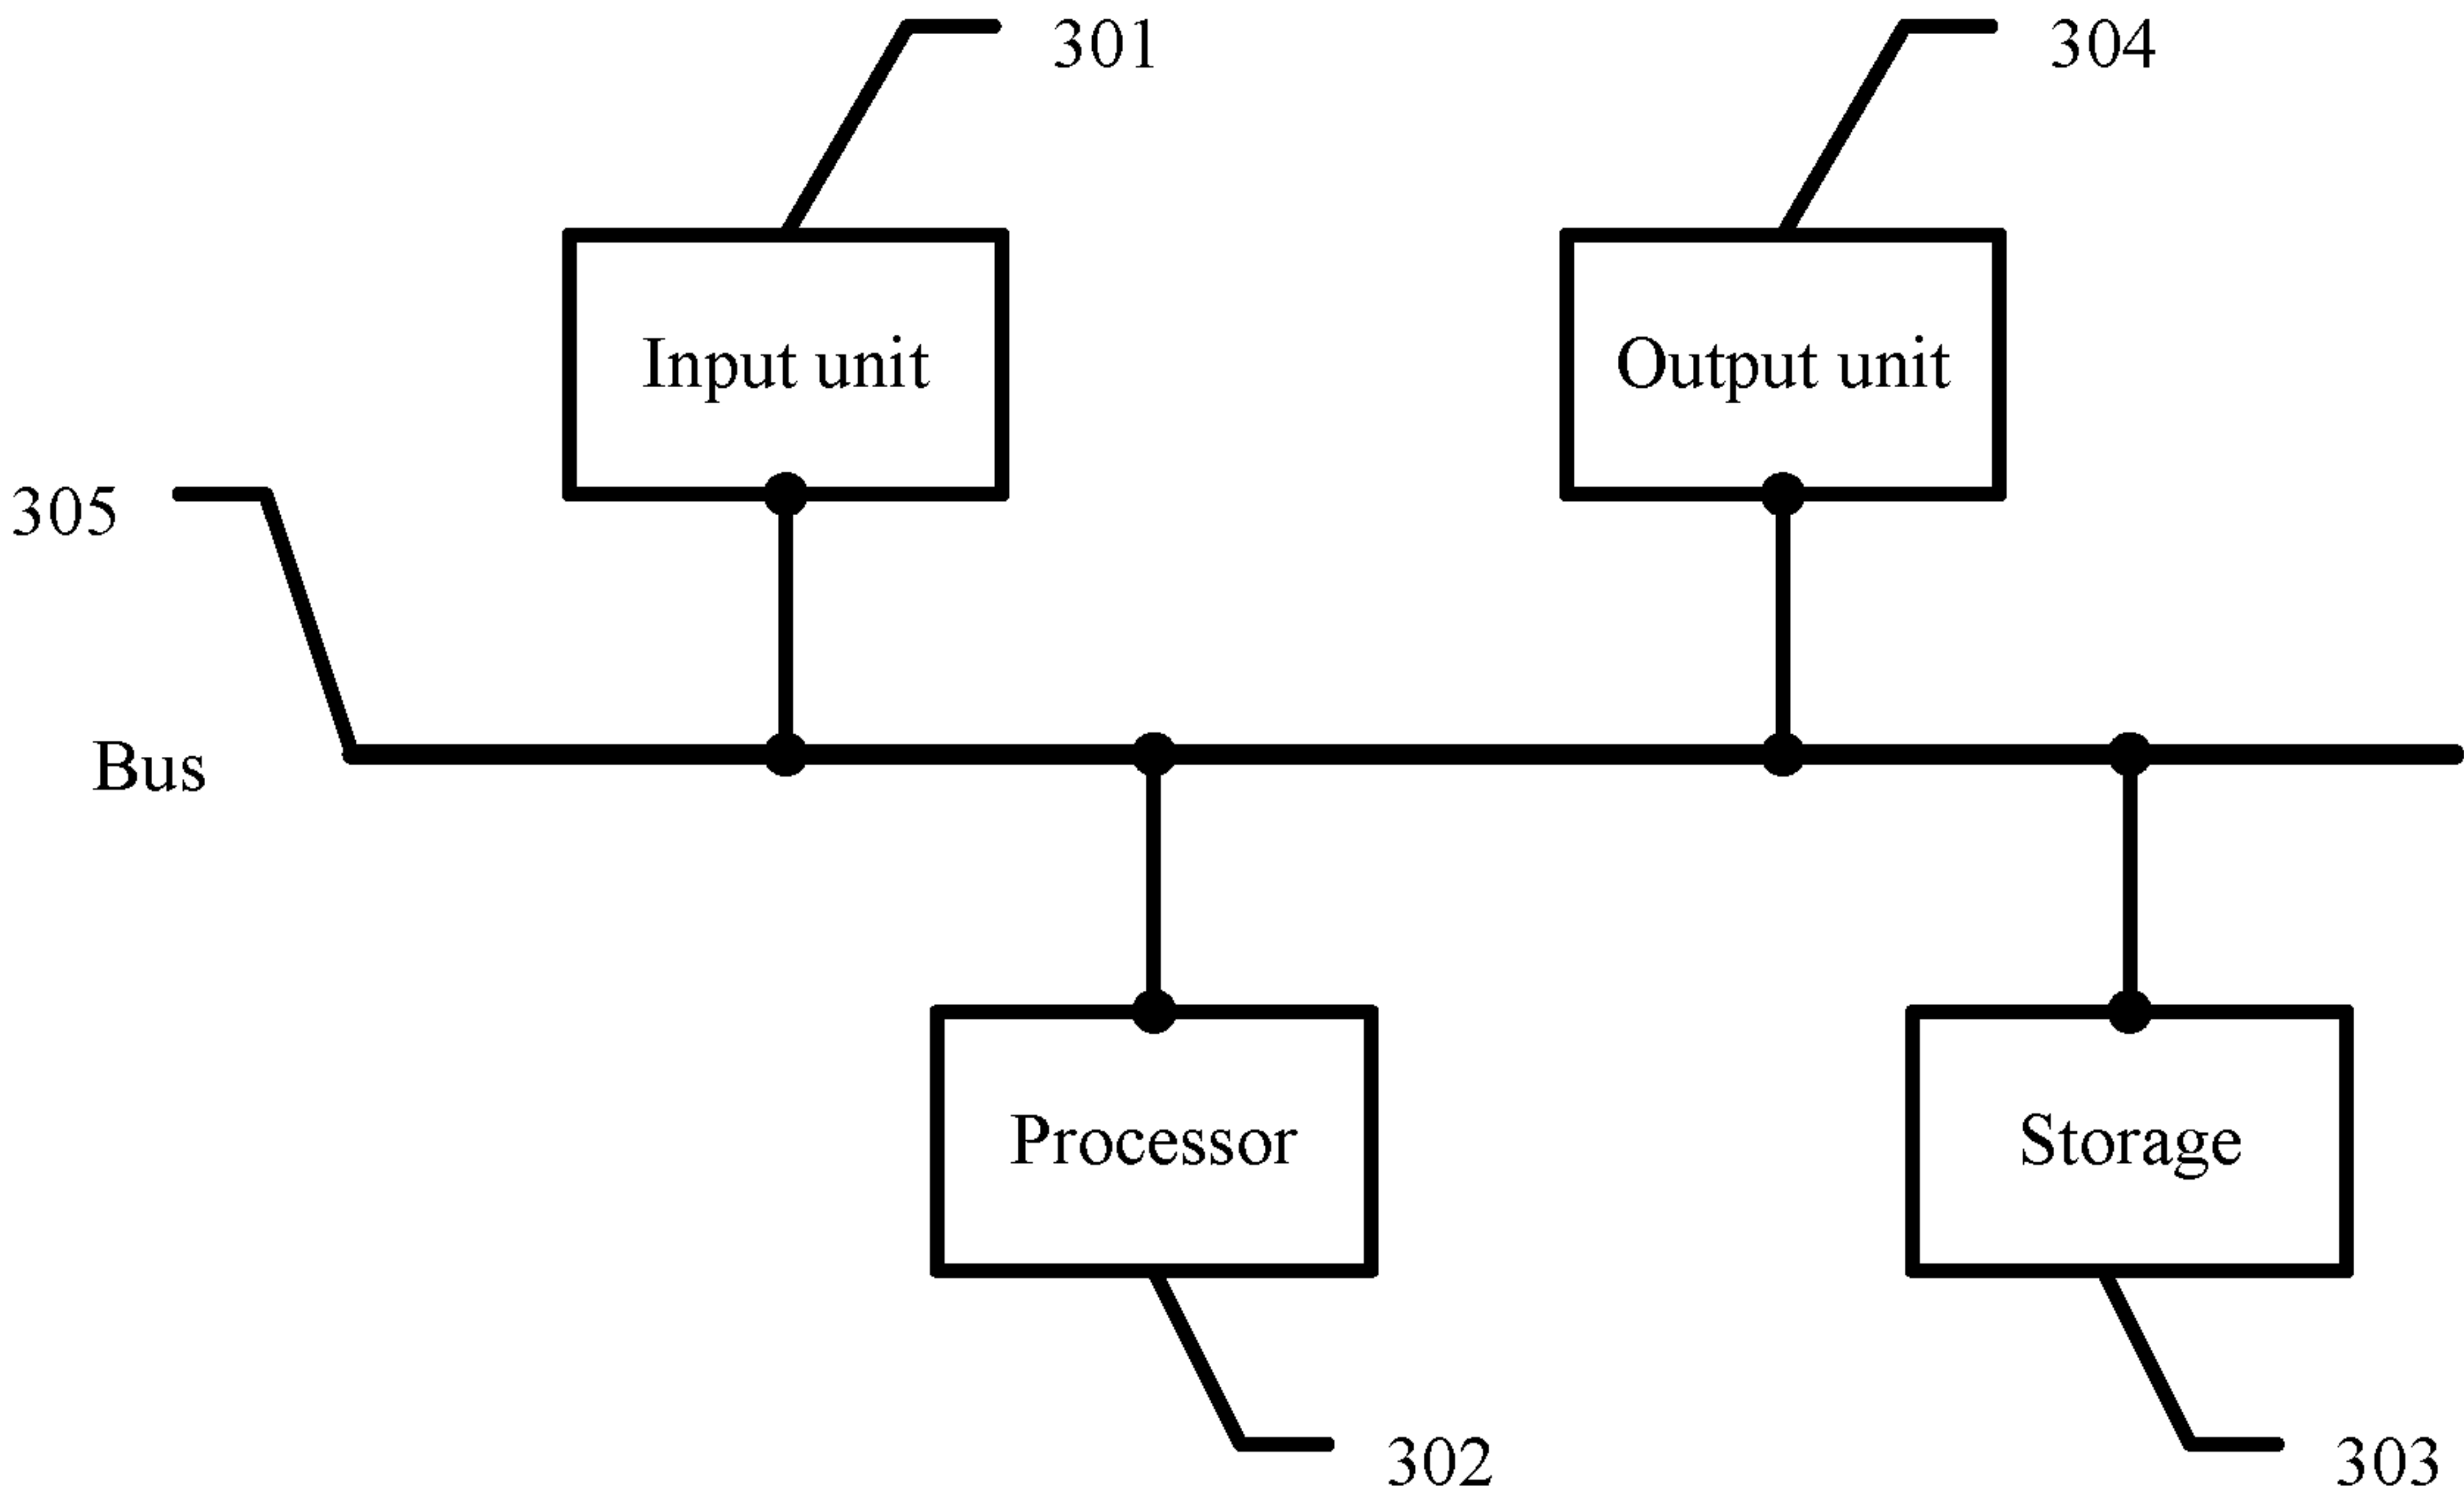 301
304
Input unit
Output unit
305
Bus
Processor
Storage
302
303